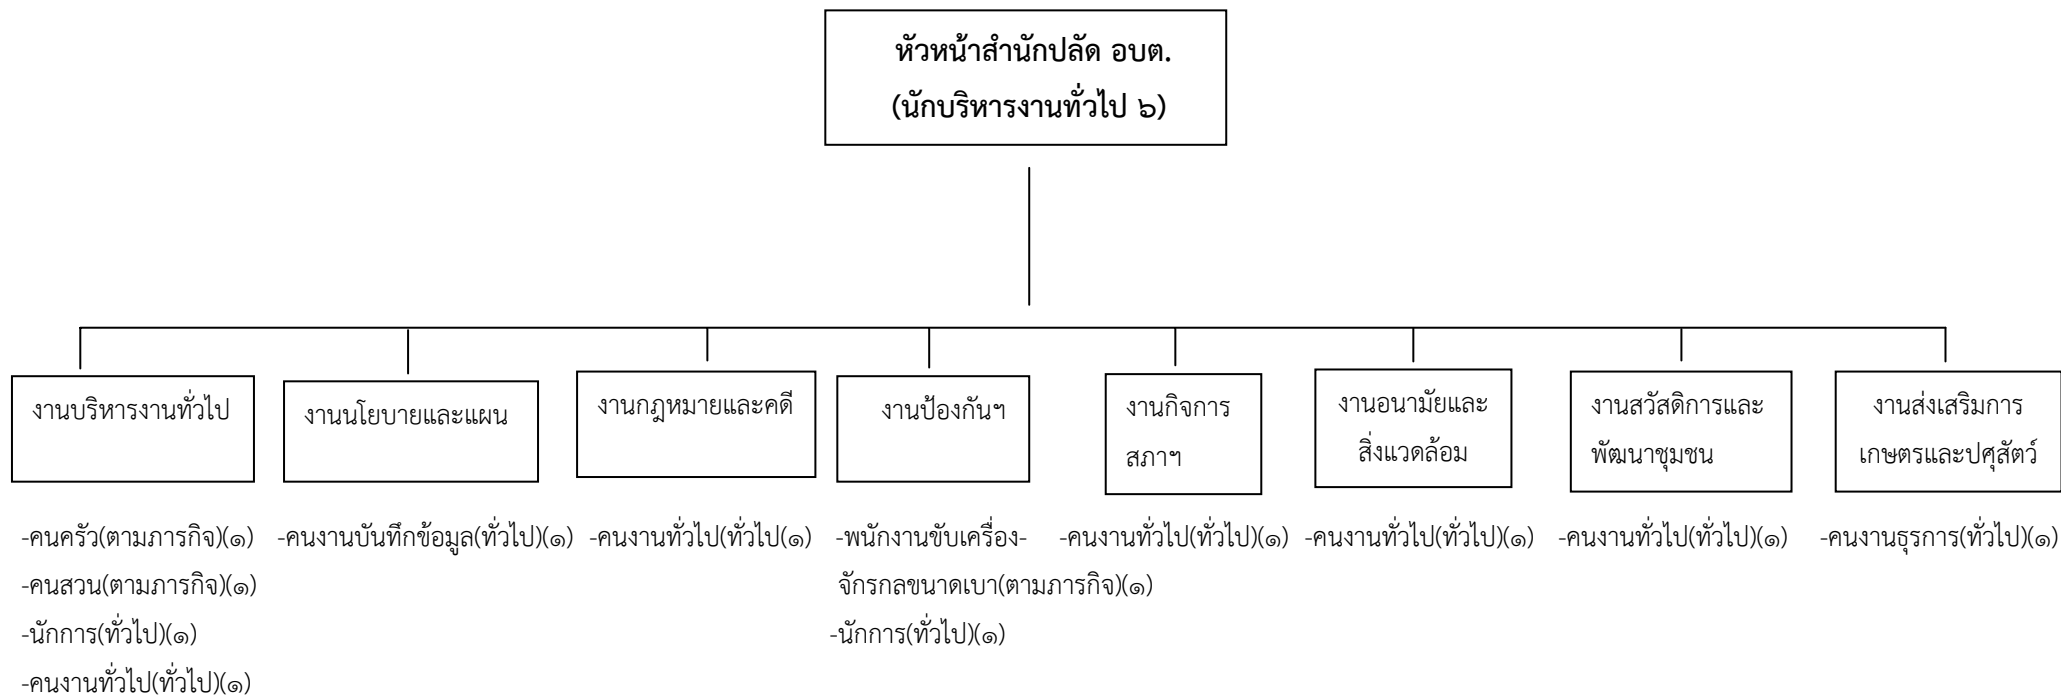 หัวหน้าสำนักปลัด อบต.
(นักบริหารงานทั่วไป ๖)
งานบริหารงานทั่วไป
งานนโยบายและแผน
งานกฎหมายและคดี
งานป้องกันฯ
งานกิจการ
สภาฯ
งานอนามัยและ
สิ่งแวดล้อม
งานสวัสดิการและ
พัฒนาชุมชน
งานส่งเสริมการ
เกษตรและปศุสัตว์
-คนครัว(ตามภารกิจ)(๑)
-คนสวน(ตามภารกิจ)(๑)
-นักการ(ทั่วไป)(๑)
-คนงานทั่วไป(ทั่วไป)(๑)
-คนงานบันทึกข้อมูล(ทั่วไป)(๑)
-คนงานทั่วไป(ทั่วไป(๑)
-พนักงานขับเครื่อง-
จักรกลขนาดเบา(ตามภารกิจ)(๑)
-นักการ(ทั่วไป)(๑)
-คนงานทั่วไป(ทั่วไป)(๑)
-คนงานทั่วไป(ทั่วไป)(๑)
-คนงานทั่วไป(ทั่วไป)(๑)
-คนงานธุรการ(ทั่วไป)(๑)